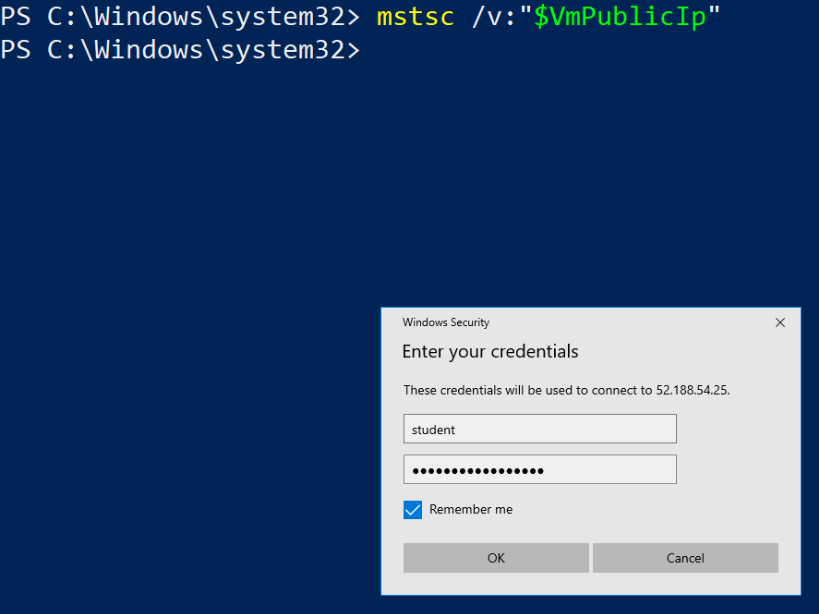 PS C:\Windows\system32> mstsc /v:"$VmPublicIp"
PS C:\Windows\system32>
Windows Security
Enter your credentials
These credentials will be used to connect to 52.188.54.25.
student
•••••••••••••••••
Remember me
OK Cancel